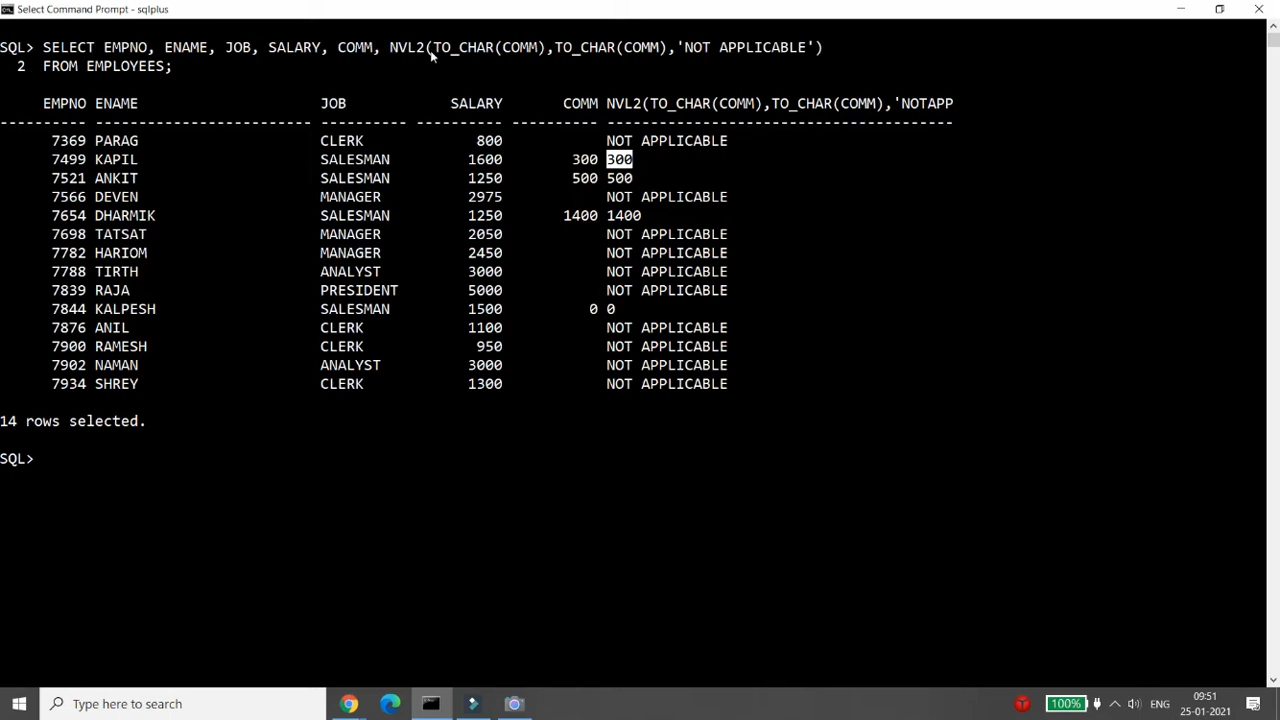 Select Command Prompt - sqlplus
SQL> SELECT EMPNO, ENAME, JOB, SALARY, COMM, NVL2(TO_CHAR(COMM),TO_CHAR(COMM),'NOT APPLICABLE')
2 FROM EMPLOYEES;
EMPNO ENAME JOB SALARY COMM NVL2(TO_CHAR(COMM),TO_CHAR(COMM),'NOTAPP
---------- ------------------------- ---------- ---------- ---------- ----------------------------------------
7369 PARAG CLERK 800 NOT APPLICABLE
7499 KAPIL SALESMAN 1600 300 300
7521 ANKIT SALESMAN 1250 500 500
7566 DEVEN MANAGER 2975 NOT APPLICABLE
7654 DHARMIK SALESMAN 1250 1400 1400
7698 TATSAT MANAGER 2050 NOT APPLICABLE
7782 HARIOM MANAGER 2450 NOT APPLICABLE
7788 TIRTH ANALYST 3000 NOT APPLICABLE
7839 RAJA PRESIDENT 5000 NOT APPLICABLE
7844 KALPESH SALESMAN 1500 0 0
7876 ANIL CLERK 1100 NOT APPLICABLE
7900 RAMESH CLERK 950 NOT APPLICABLE
7902 NAMAN ANALYST 3000 NOT APPLICABLE
7934 SHREY CLERK 1300 NOT APPLICABLE
14 rows selected.
SQL>
Type here to search
100%
ENG
09:51
25-01-2021